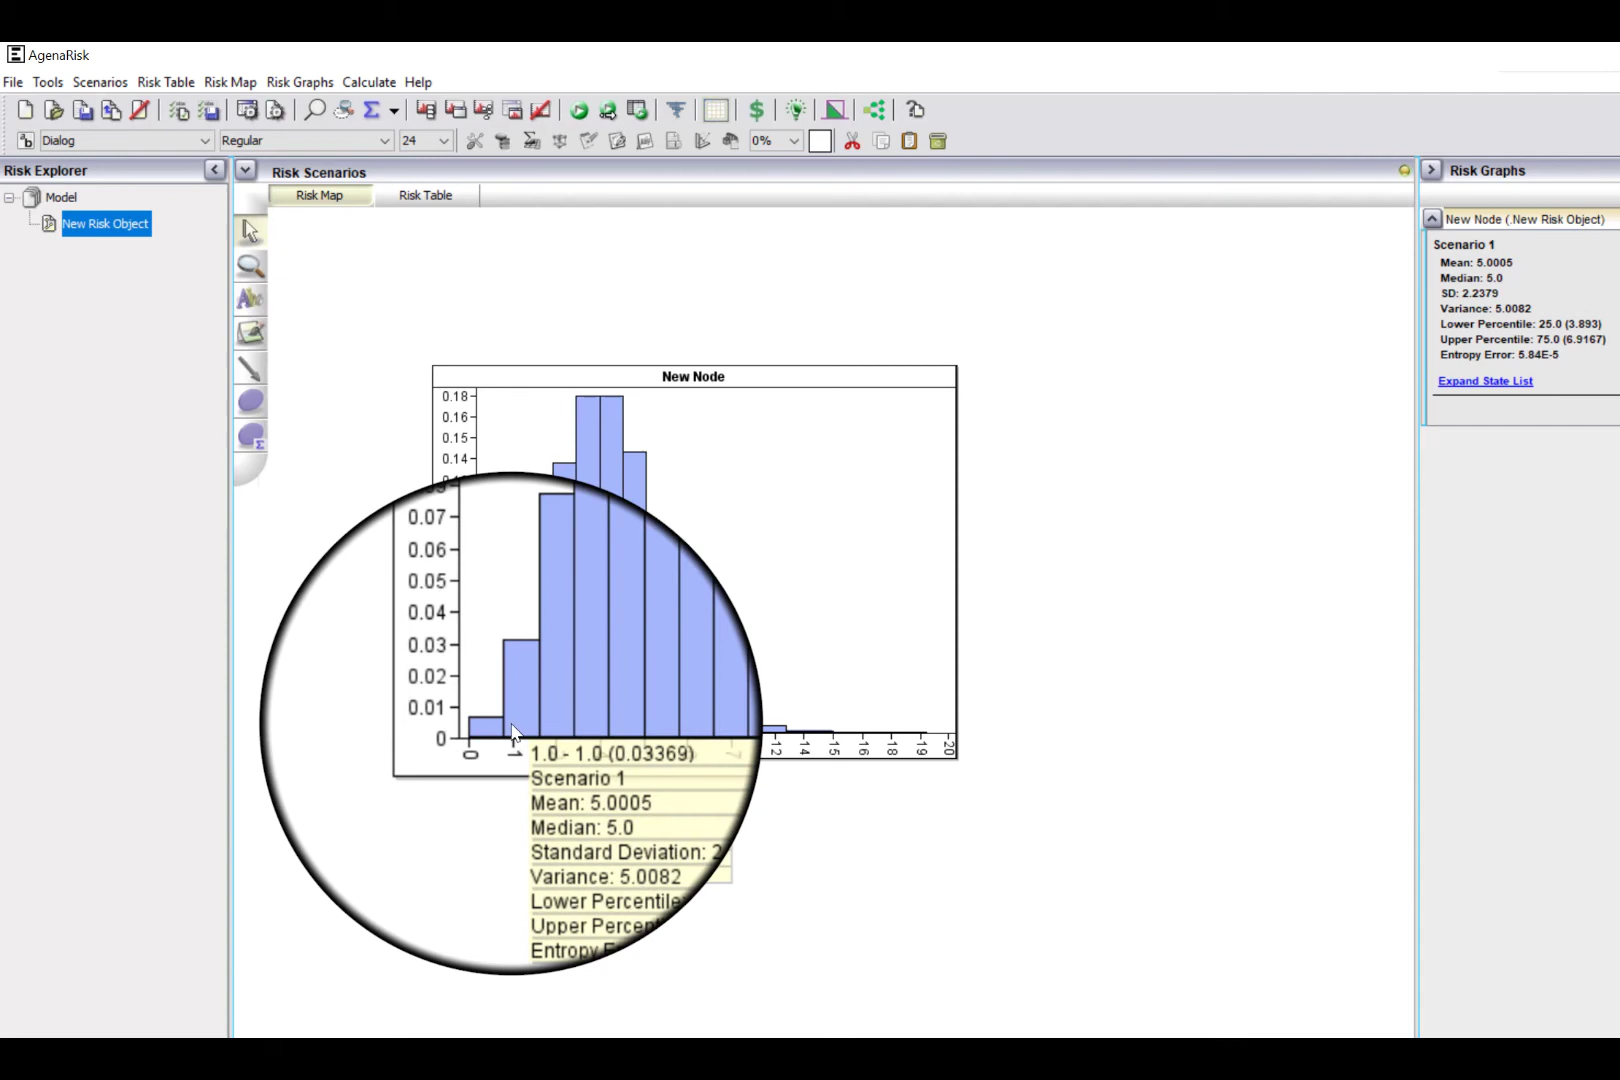 AgenaRisk
File Tools Scenarios Risk Table Risk Map Risk Graphs Calculate Help
Dialog Regular 24 0%
Risk Explorer
Model
New Risk Object
Risk Scenarios
Risk Map Risk Table
Abc
New Node
0.18
0.16
0.15
0.14
0.07
0.06
0.05
0.04
0.03
0.02
0.01
0
0 1 12 14 15 16 18 19 20
1.0 - 1.0 (0.03369)
Scenario 1
Mean: 5.0005
Median: 5.0
Standard Deviation: 2
Variance: 5.0082
Lower Percentile
Upper
Entropy
Risk Graphs
New Node (.New Risk Object)
Scenario 1
Mean: 5.0005
Median: 5.0
SD: 2.2379
Variance: 5.0082
Lower Percentile: 25.0 (3.893)
Upper Percentile: 75.0 (6.9167)
Entropy Error: 5.84E-5
Expand State List